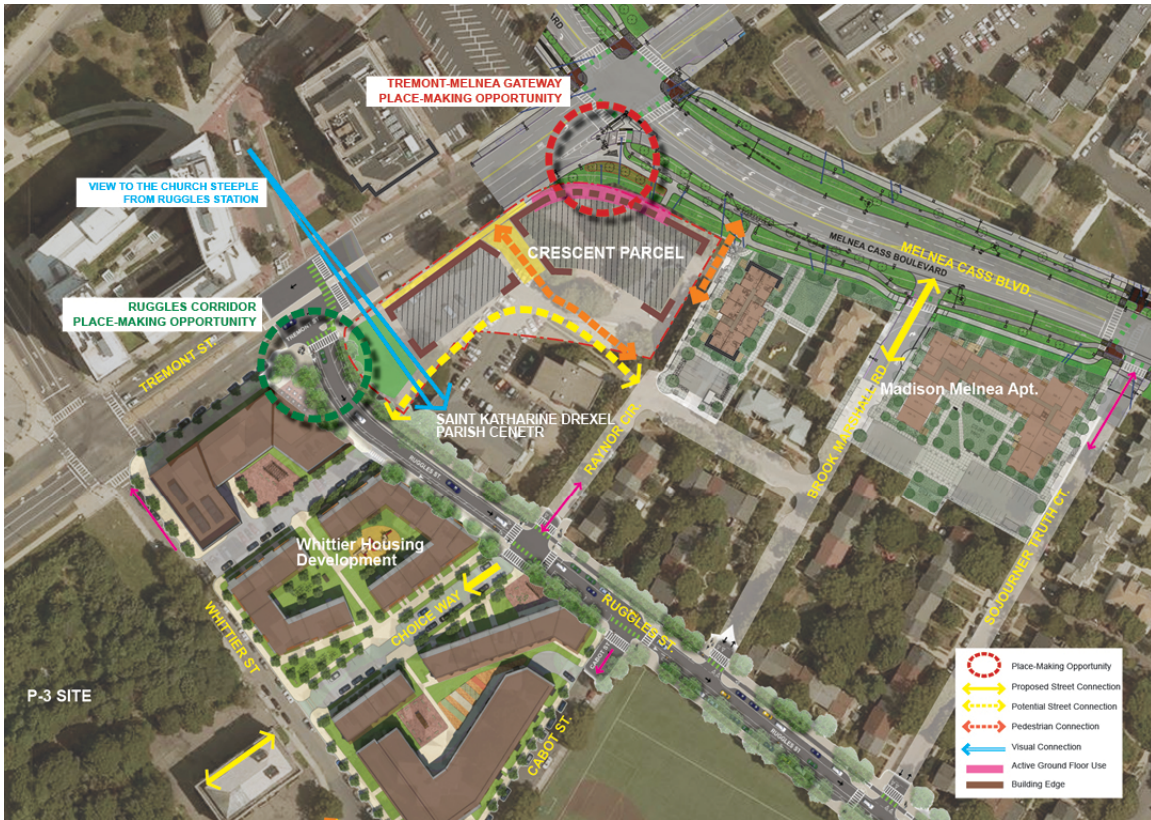 TREMONT-MELNEA GATEWAY
PLACE-MAKING OPPORTUNITY
VIEW TO THE CHURCH STEEPLE
FROM RUGGLES STATION
CRESCENT PARCEL
MELNEA CASS BOULEVARD
MELNEA CASS BLVD.
RUGGLES CORRIDOR
PLACE-MAKING OPPORTUNITY
TREMONT ST.
Madison Melnea Apt.
SAINT KATHARINE DREXEL
PARISH CENETR
RAYNOR CIR.
BROOK MARSHALL RD
SOJOURNER TRUTH CT.
RUGGLES ST.
Whittier Housing
Development
CHOICE WAY
RUGGLES ST.
WHITTIER ST
P-3 SITE
CABOT ST.
RUGGLES ST
Place-Making Opportunity
Proposed Street Connection
Potential Street Connection
Pedestrian Connection
Visual Connection
Active Ground Floor Use
Building Edge